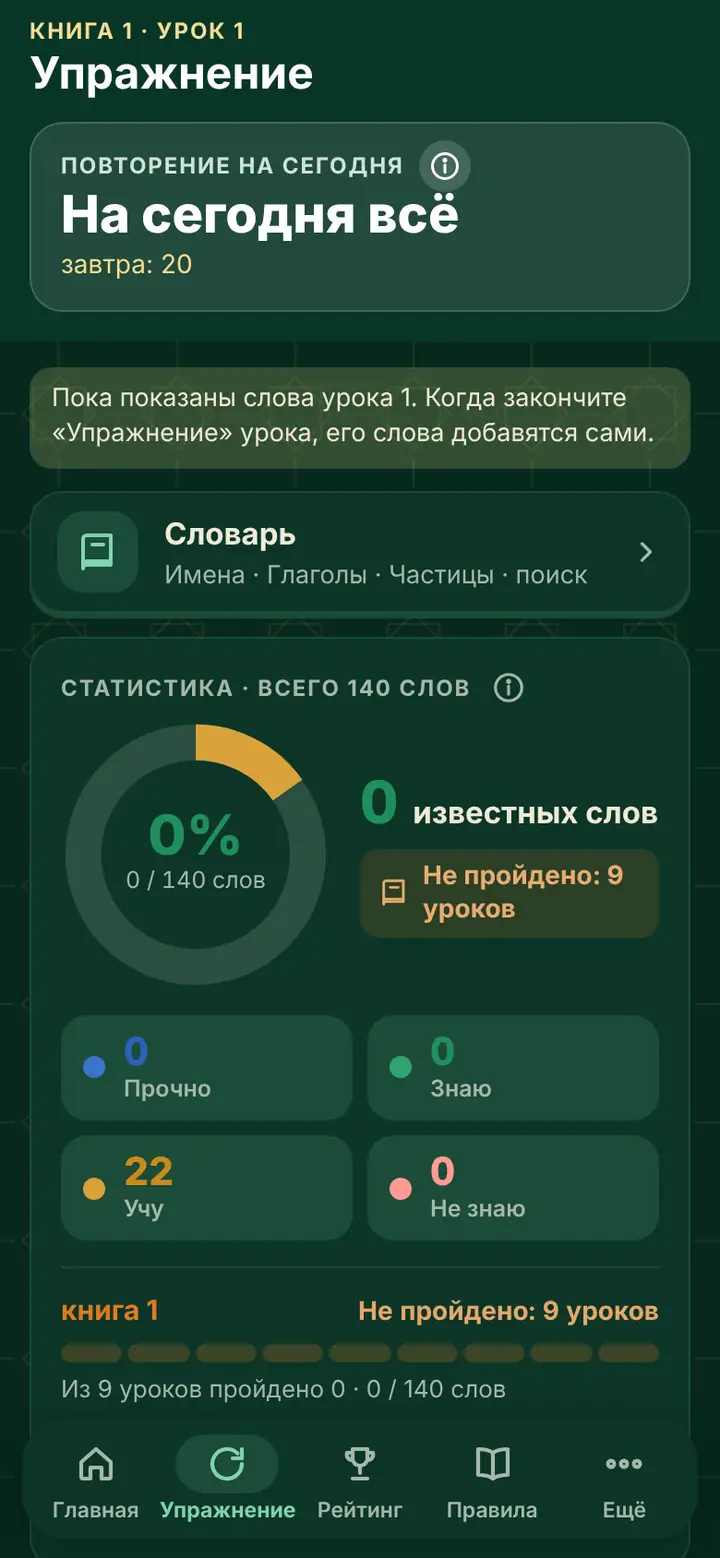 КНИГА 1 · УРОК 1
Упражнение
ПОВТОРЕНИЕ НА СЕГОДНЯ
На сегодня всё
завтра: 20
Пока показаны слова урока 1. Когда закончите
«Упражнение» урока, его слова добавятся сами.
Словарь
Имена · Глаголы · Частицы · поиск
СТАТИСТИКА · ВСЕГО 140 СЛОВ
0%
0 / 140 слов
0 известных слов
Не пройдено: 9
уроков
0
Прочно
0
Знаю
22
Учу
0
Не знаю
книга 1
Не пройдено: 9 уроков
Из 9 уроков пройдено 0 · 0 / 140 слов
Главная
Упражнение
Рейтинг
Правила
Ещё